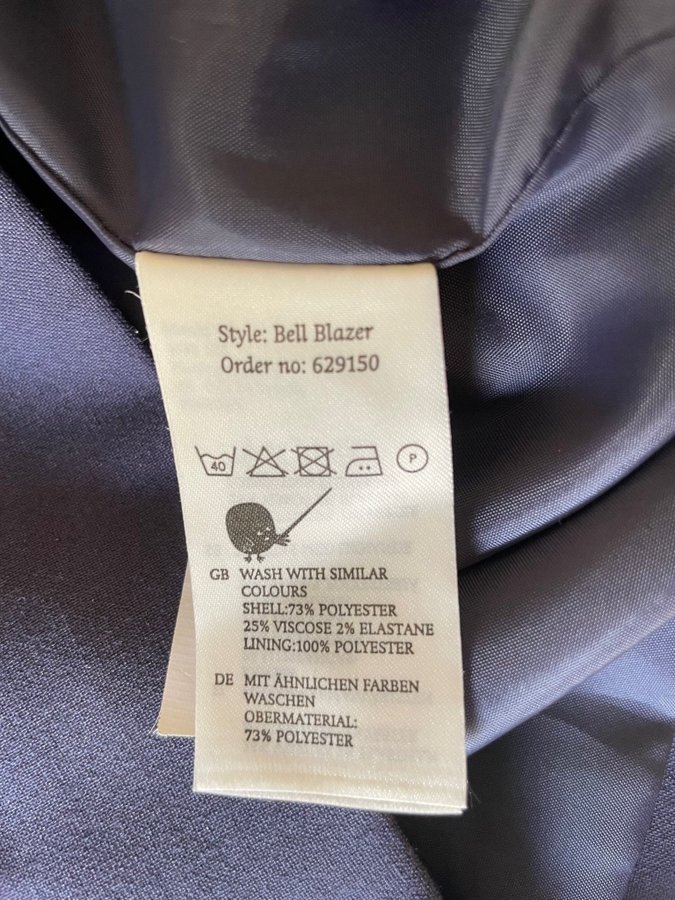 Style: Bell Blazer
Order no: 629150
40 P
GB WASH WITH SIMILAR
COLOURS
SHELL:73% POLYESTER
25% VISCOSE 2% ELASTANE
LINING:100% POLYESTER
DE MIT ÄHNLICHEN FARBEN
WASCHEN
OBERMATERIAL:
73% POLYESTER